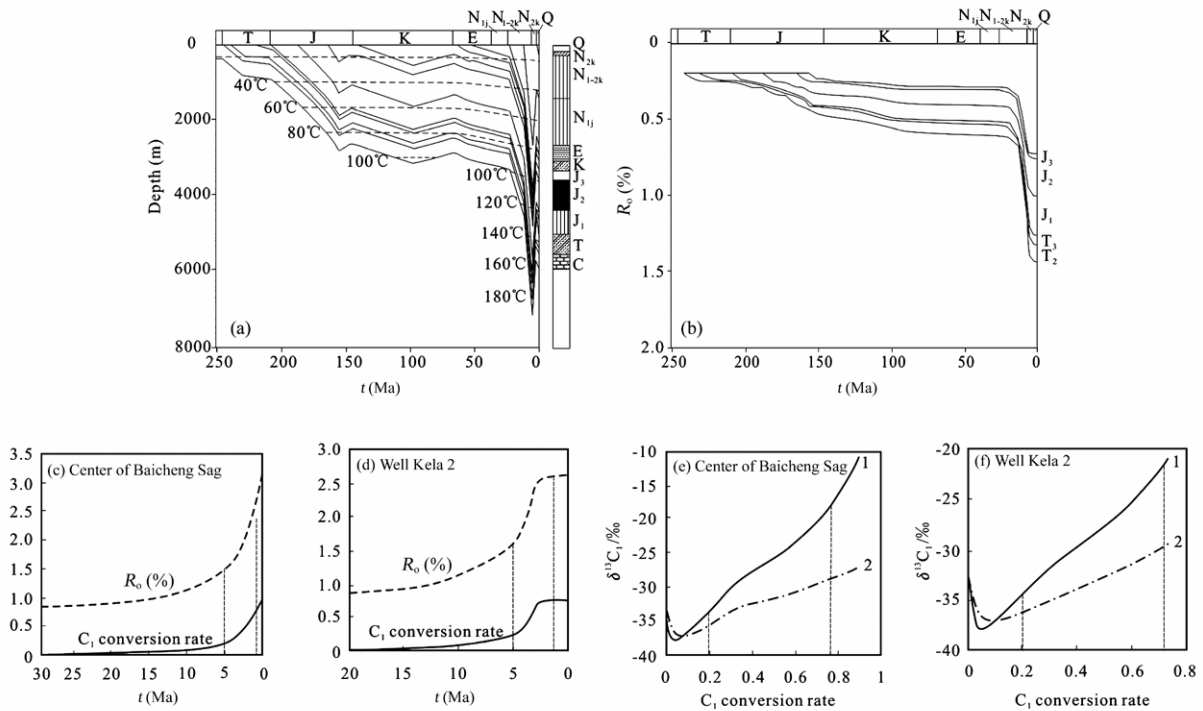 N₁ⱼ N₁₋₂ₖ N₂ₖ Q
T J K E
0
2000
4000
6000
8000
Depth (m)
40℃
60℃
80℃
100℃
100℃
120℃
140℃
160℃
180℃
(a)
250 200 150 100 50 0
t (Ma)
Q
N₂ₖ
N₁₋₂ₖ
N₁ⱼ
E
K
J₃
J₂
J₁
T
C
N₁ⱼ N₁₋₂ₖ N₂ₖ Q
T J K E
0
0.5
1.0
1.5
2.0
Rₒ (%)
J₃
J₂
J₁
T₃
T₂
(b)
250 200 150 100 50 0
t (Ma)
(c) Center of Baicheng Sag
3.5
3.0
2.5
2.0
1.5
1.0
0.5
0
Rₒ (%)
C₁ conversion rate
30 25 20 15 10 5 0
t (Ma)
(d) Well Kela 2
3.0
2.5
2.0
1.5
1.0
0.5
0.0
Rₒ (%)
C₁ conversion rate
20 15 10 5 0
t (Ma)
(e) Center of Baicheng Sag
-10
-15
-20
-25
-30
-35
-40
δ¹³C₁/‰
1
2
0 0.2 0.4 0.6 0.8 1
C₁ conversion rate
(f) Well Kela 2
-20
-25
-30
-35
-40
δ¹³C₁/‰
1
2
0 0.2 0.4 0.6 0.8
C₁ conversion rate